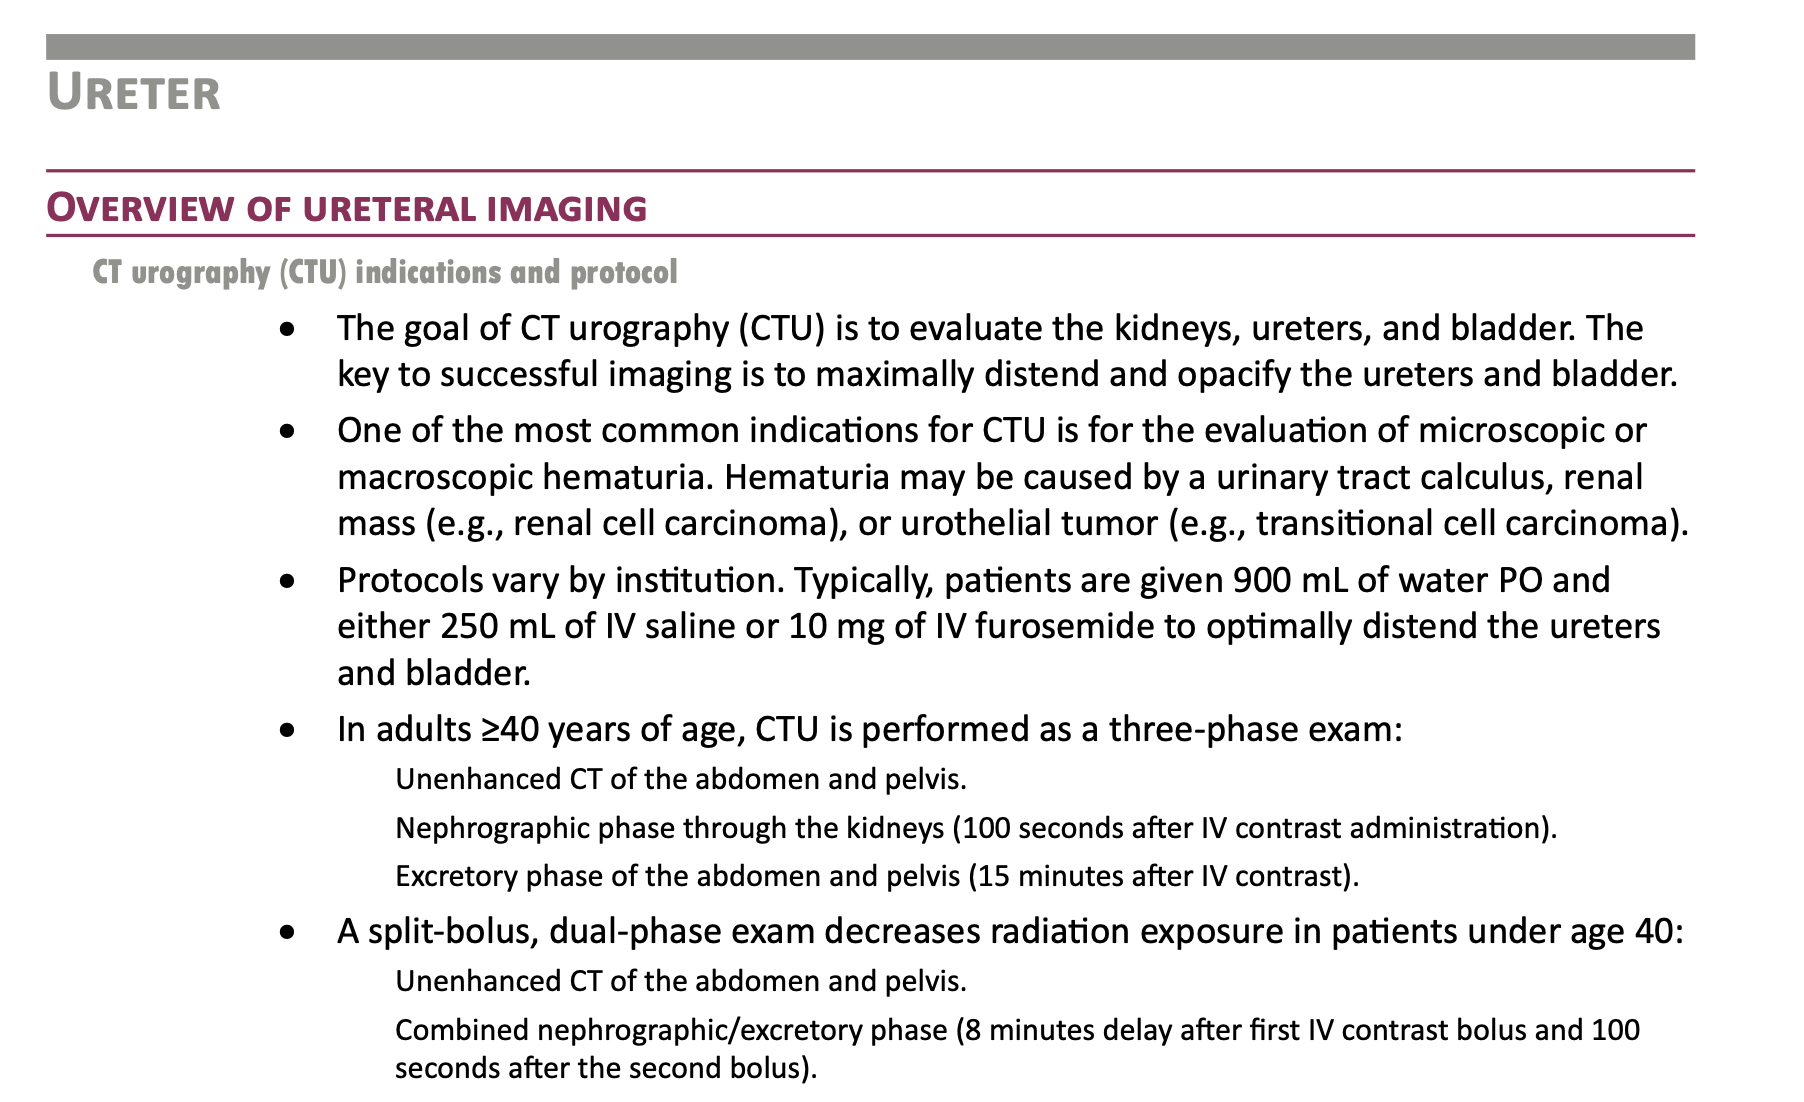 URETER
OVERVIEW OF URETERAL IMAGING
CT urography (CTU) indications and protocol
• The goal of CT urography (CTU) is to evaluate the kidneys, ureters, and bladder. The
key to successful imaging is to maximally distend and opacify the ureters and bladder.
• One of the most common indications for CTU is for the evaluation of microscopic or
macroscopic hematuria. Hematuria may be caused by a urinary tract calculus, renal
mass (e.g., renal cell carcinoma), or urothelial tumor (e.g., transitional cell carcinoma).
• Protocols vary by institution. Typically, patients are given 900 mL of water PO and
either 250 mL of IV saline or 10 mg of IV furosemide to optimally distend the ureters
and bladder.
• In adults ≥40 years of age, CTU is performed as a three-phase exam:
Unenhanced CT of the abdomen and pelvis.
Nephrographic phase through the kidneys (100 seconds after IV contrast administration).
Excretory phase of the abdomen and pelvis (15 minutes after IV contrast).
• A split-bolus, dual-phase exam decreases radiation exposure in patients under age 40:
Unenhanced CT of the abdomen and pelvis.
Combined nephrographic/excretory phase (8 minutes delay after first IV contrast bolus and 100
seconds after the second bolus).